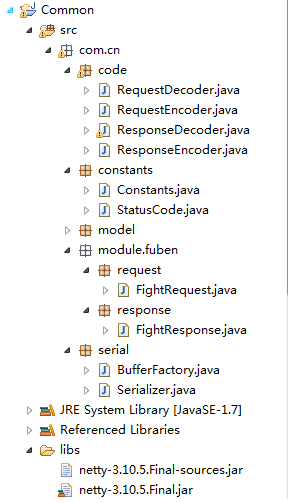 Common
src
com.cn
code
RequestDecoder.java
RequestEncoder.java
ResponseDecoder.java
ResponseEncoder.java
constants
Constants.java
StatusCode.java
model
module.fuben
request
FightRequest.java
response
FightResponse.java
serial
BufferFactory.java
Serializer.java
JRE System Library [JavaSE-1.7]
Referenced Libraries
libs
netty-3.10.5.Final-sources.jar
netty-3.10.5.Final.jar